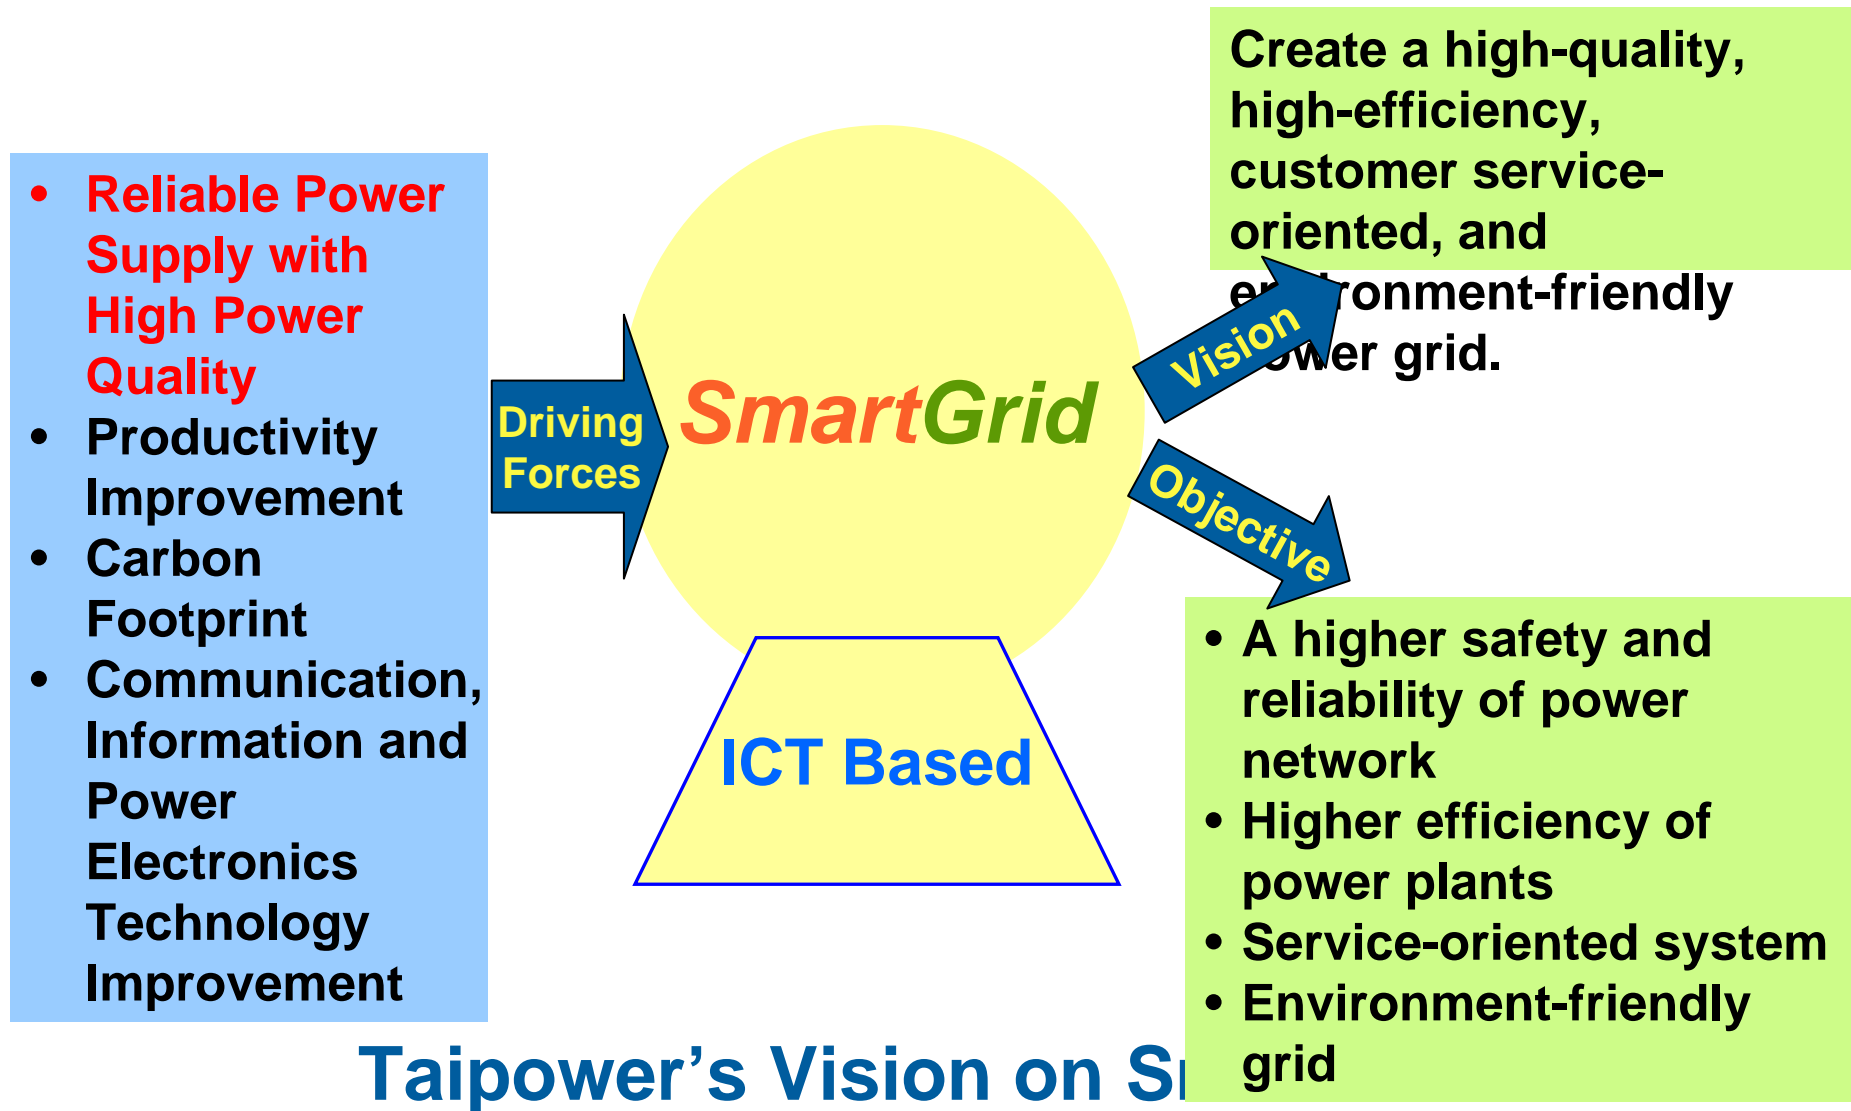 Create a high-quality,
high-efficiency,
customer service-
oriented, and
environment-friendly
power grid.
• Reliable Power
Supply with
High Power
Quality
• Productivity
Improvement
• Carbon
Footprint
• Communication,
Information and
Power
Electronics
Technology
Improvement
Driving
Forces
SmartGrid
Vision
Objective
ICT Based
• A higher safety and
reliability of power
network
• Higher efficiency of
power plants
• Service-oriented system
• Environment-friendly
grid
Taipower’s Vision on